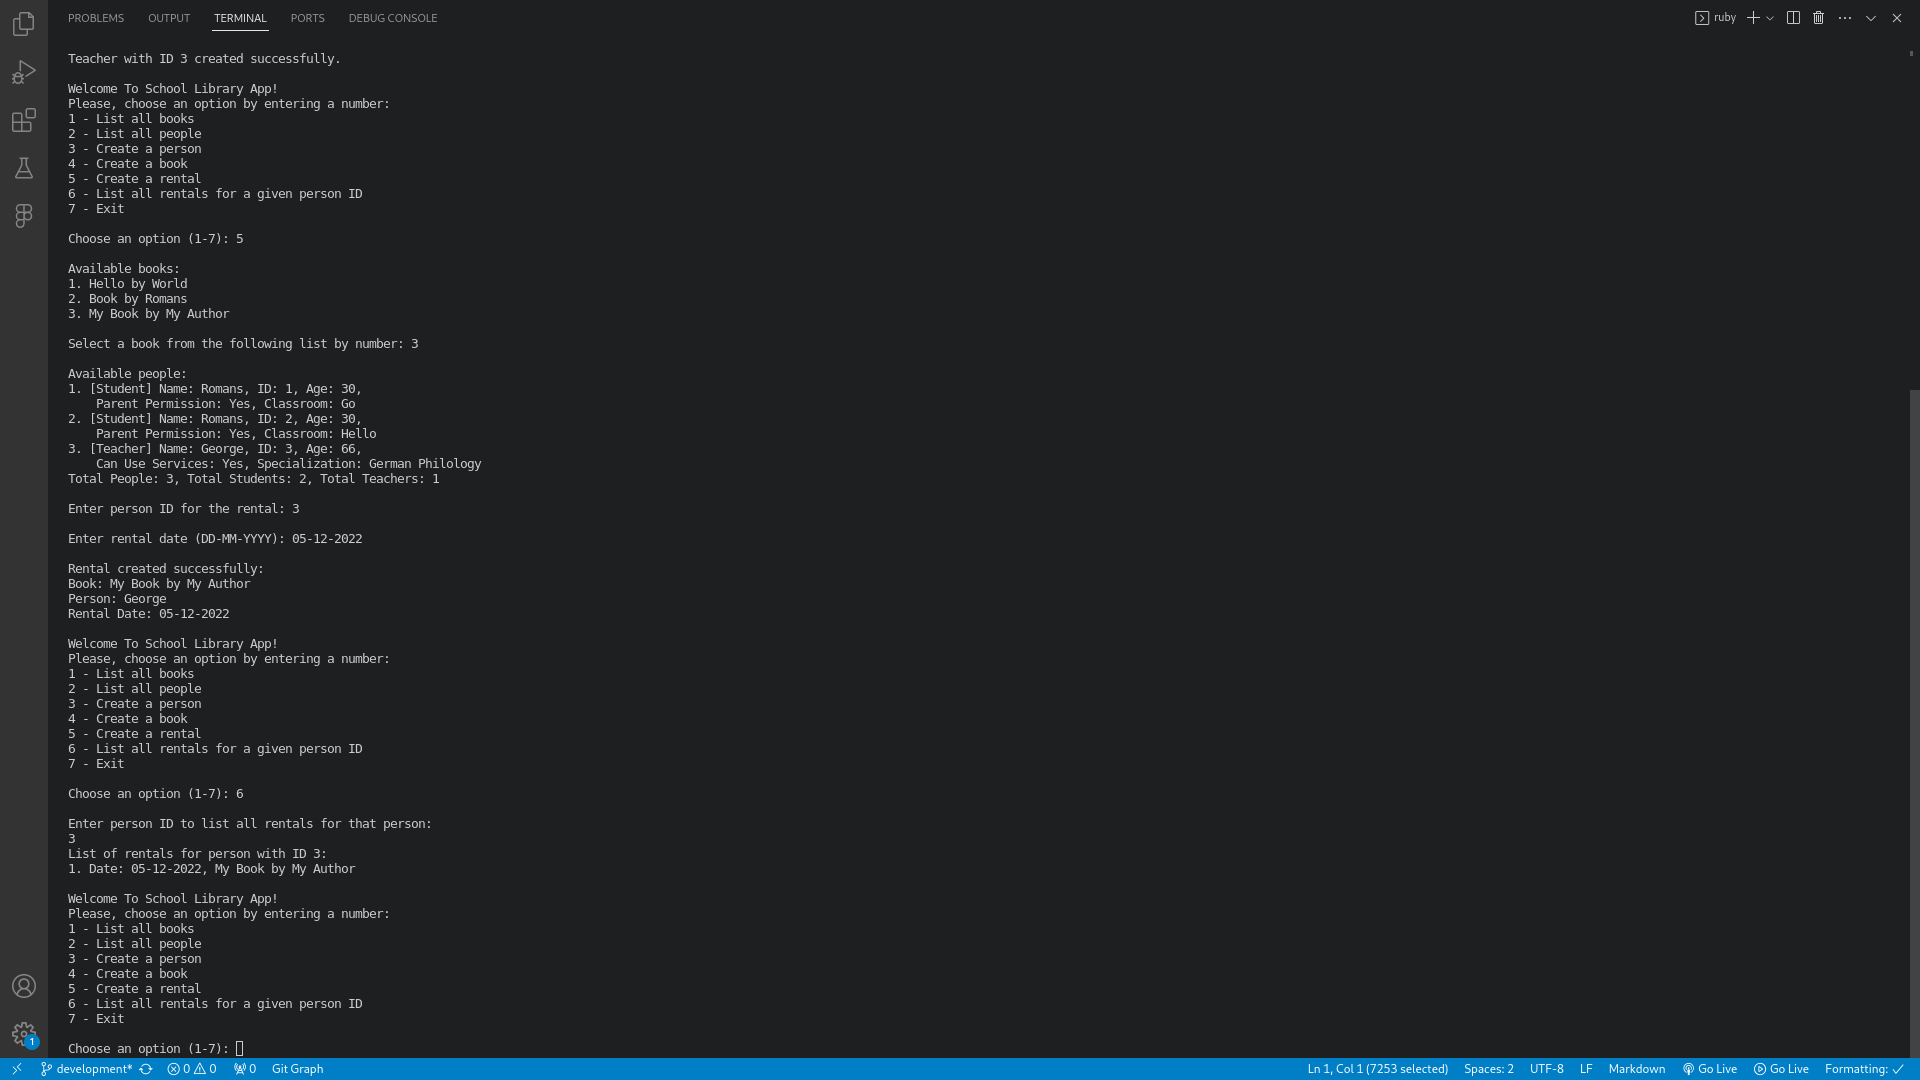 PROBLEMS OUTPUT TERMINAL PORTS DEBUG CONSOLE ruby
Teacher with ID 3 created successfully.
Welcome To School Library App!
Please, choose an option by entering a number:
1 - List all books
2 - List all people
3 - Create a person
4 - Create a book
5 - Create a rental
6 - List all rentals for a given person ID
7 - Exit
Choose an option (1-7): 5
Available books:
1. Hello by World
2. Book by Romans
3. My Book by My Author
Select a book from the following list by number: 3
Available people:
1. [Student] Name: Romans, ID: 1, Age: 30,
Parent Permission: Yes, Classroom: Go
2. [Student] Name: Romans, ID: 2, Age: 30,
Parent Permission: Yes, Classroom: Hello
3. [Teacher] Name: George, ID: 3, Age: 66,
Can Use Services: Yes, Specialization: German Philology
Total People: 3, Total Students: 2, Total Teachers: 1
Enter person ID for the rental: 3
Enter rental date (DD-MM-YYYY): 05-12-2022
Rental created successfully:
Book: My Book by My Author
Person: George
Rental Date: 05-12-2022
Welcome To School Library App!
Please, choose an option by entering a number:
1 - List all books
2 - List all people
3 - Create a person
4 - Create a book
5 - Create a rental
6 - List all rentals for a given person ID
7 - Exit
Choose an option (1-7): 6
Enter person ID to list all rentals for that person:
3
List of rentals for person with ID 3:
1. Date: 05-12-2022, My Book by My Author
Welcome To School Library App!
Please, choose an option by entering a number:
1 - List all books
2 - List all people
3 - Create a person
4 - Create a book
5 - Create a rental
6 - List all rentals for a given person ID
7 - Exit
1
Choose an option (1-7):
development* 0 0 0 Git Graph Ln 1, Col 1 (7253 selected) Spaces: 2 UTF-8 LF Markdown Go Live Go Live Formatting: